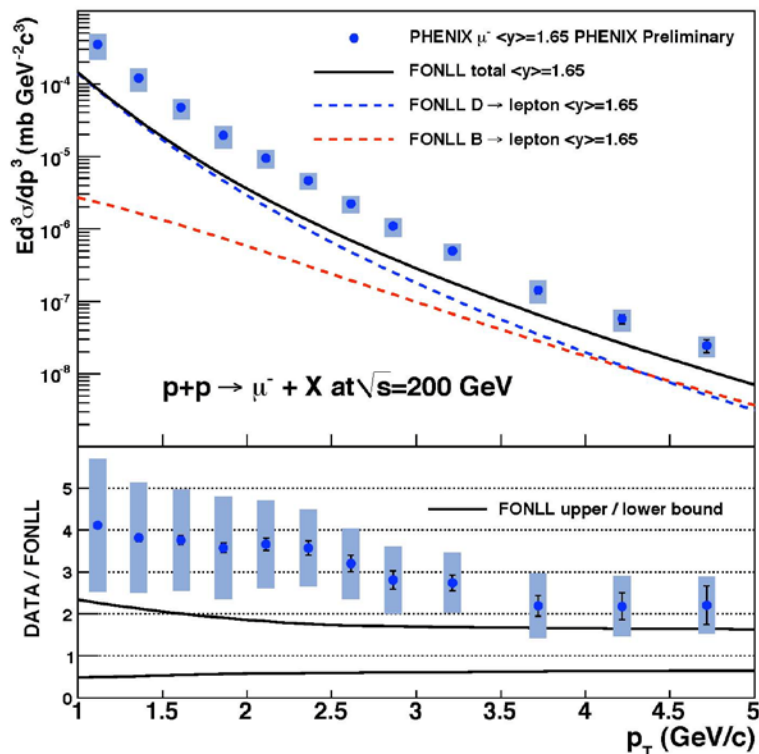 PHENIX μ⁻ <y>=1.65 PHENIX Preliminary
FONLL total <y>=1.65
FONLL D → lepton <y>=1.65
FONLL B → lepton <y>=1.65
Ed³σ/dp³ (mb GeV⁻²c³)
10⁻⁴
10⁻⁵
10⁻⁶
10⁻⁷
10⁻⁸
p+p → μ⁻ + X at √s=200 GeV
DATA / FONLL
5
4
3
2
1
0
FONLL upper / lower bound
1 1.5 2 2.5 3 3.5 4 4.5 5
p_T (GeV/c)